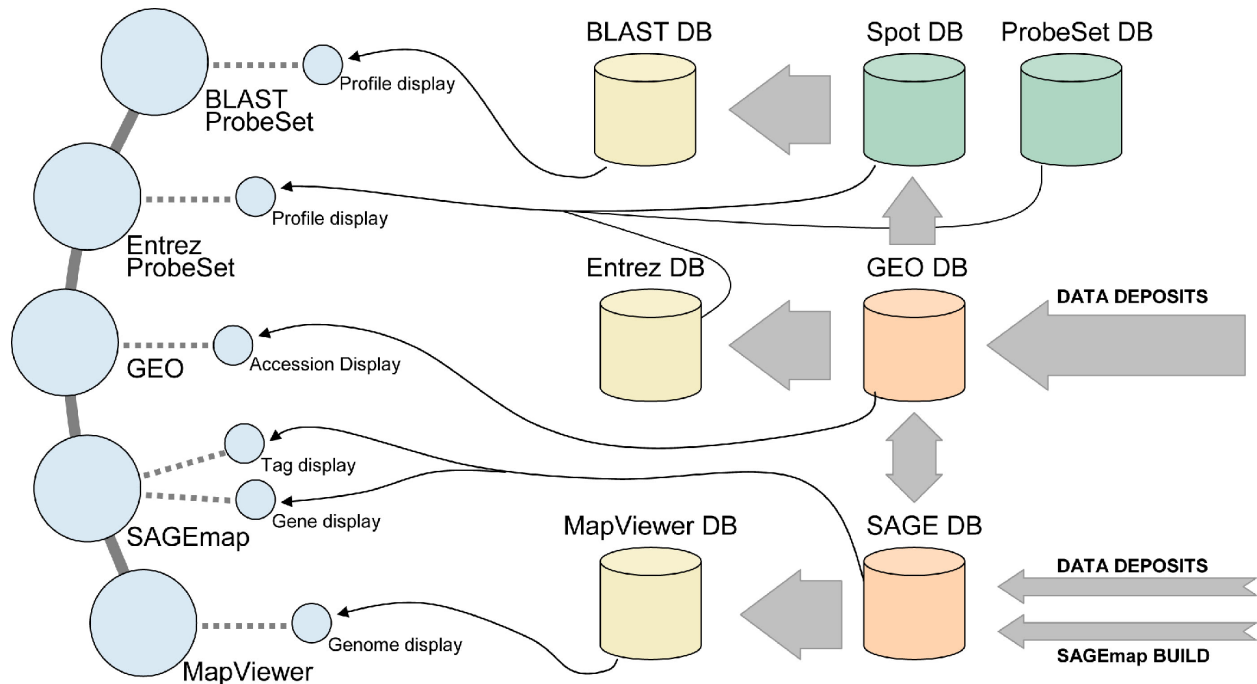 BLAST DB
Spot DB
ProbeSet DB
Profile display
BLAST
ProbeSet
Profile display
Entrez
ProbeSet
Entrez DB
GEO DB
DATA DEPOSITS
Accession Display
GEO
Tag display
Gene display
SAGEmap
MapViewer DB
SAGE DB
DATA DEPOSITS
SAGEmap BUILD
Genome display
MapViewer